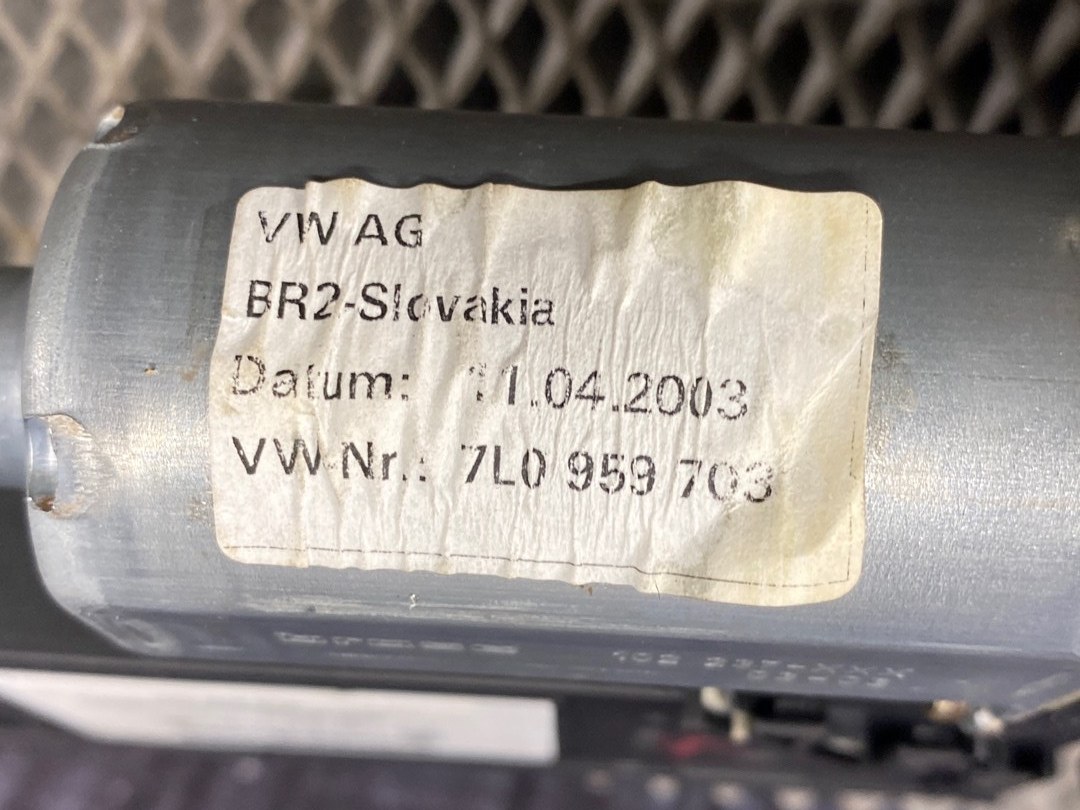 VW AG
BR2-Slovakia
Datum: 11.04.2003
VW-Nr.: 7L0 959 703